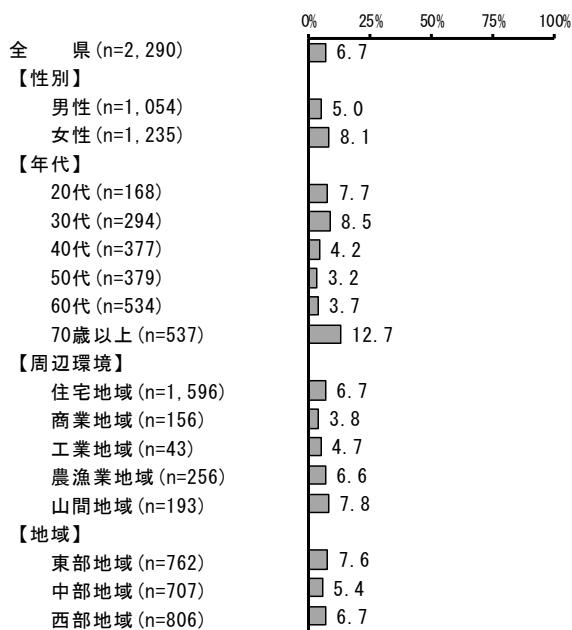 0% 25% 50% 75% 100%
全　　県(n=2,290) 6.7
【性別】
男性(n=1,054) 5.0
女性(n=1,235) 8.1
【年代】
20代(n=168) 7.7
30代(n=294) 8.5
40代(n=377) 4.2
50代(n=379) 3.2
60代(n=534) 3.7
70歳以上(n=537) 12.7
【周辺環境】
住宅地域(n=1,596) 6.7
商業地域(n=156) 3.8
工業地域(n=43) 4.7
農漁業地域(n=256) 6.6
山間地域(n=193) 7.8
【地域】
東部地域(n=762) 7.6
中部地域(n=707) 5.4
西部地域(n=806) 6.7